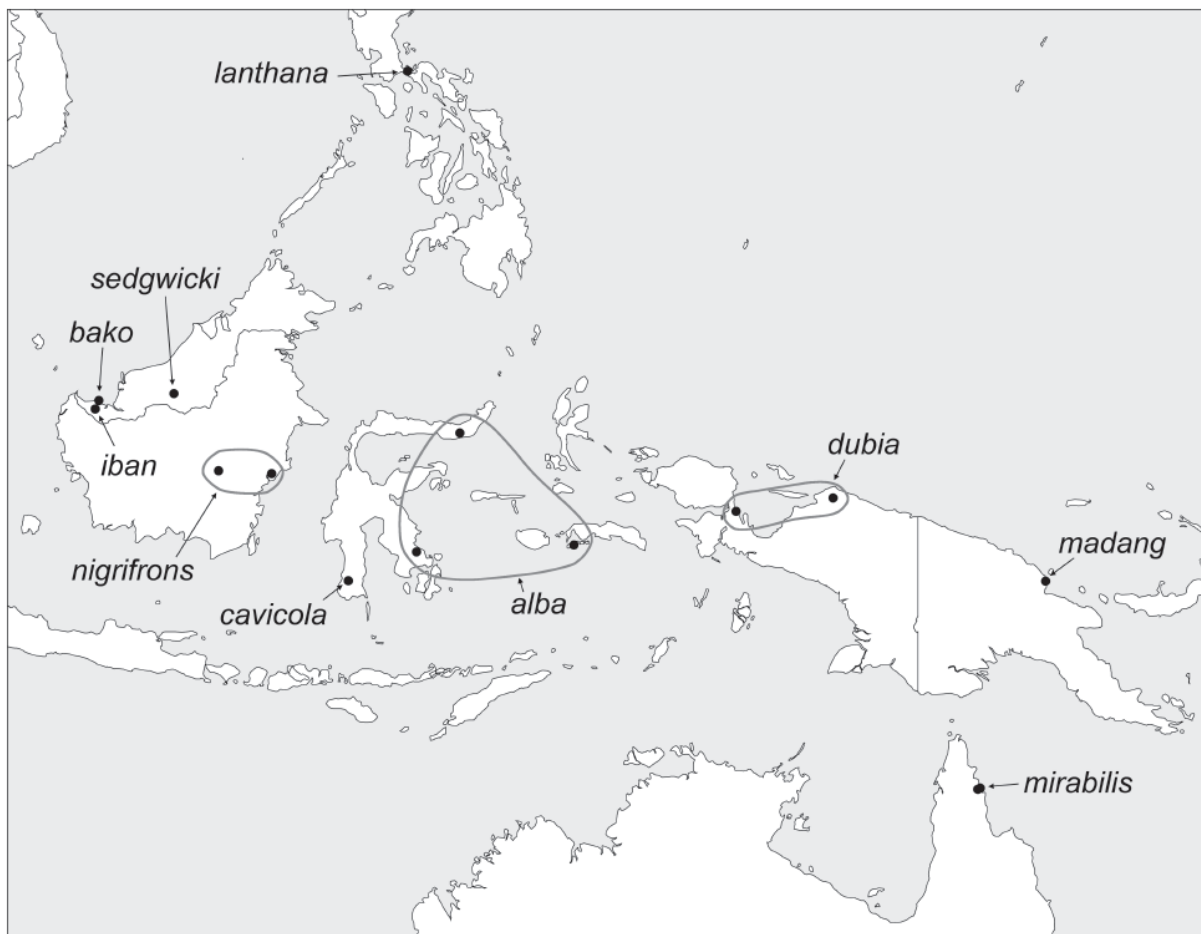 lanthana
sedgwicki
bako
iban
dubia
nigrifrons
madang
cavicola
alba
mirabilis